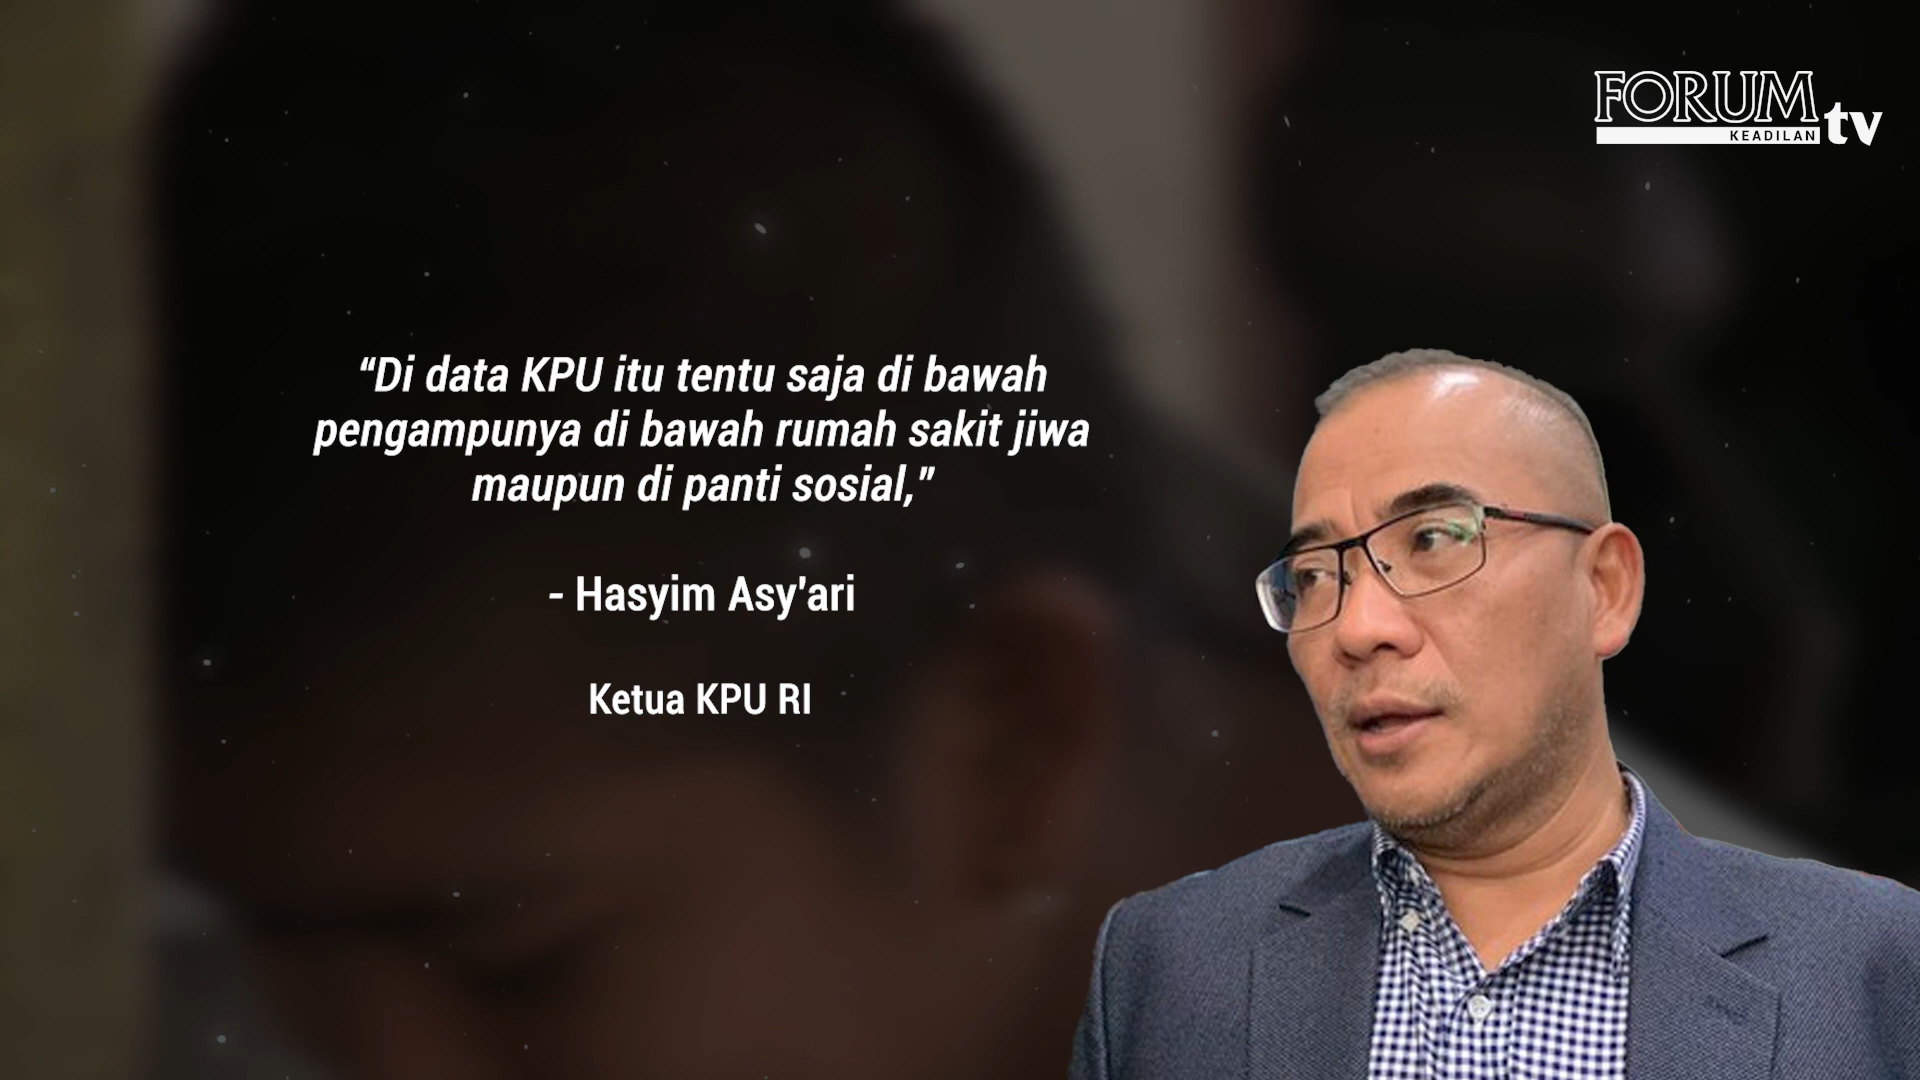 FORUM
KEADILAN
tv
“Di data KPU itu tentu saja di bawah
pengampunya di bawah rumah sakit jiwa
maupun di panti sosial,”
- Hasyim Asy'ari
Ketua KPU RI